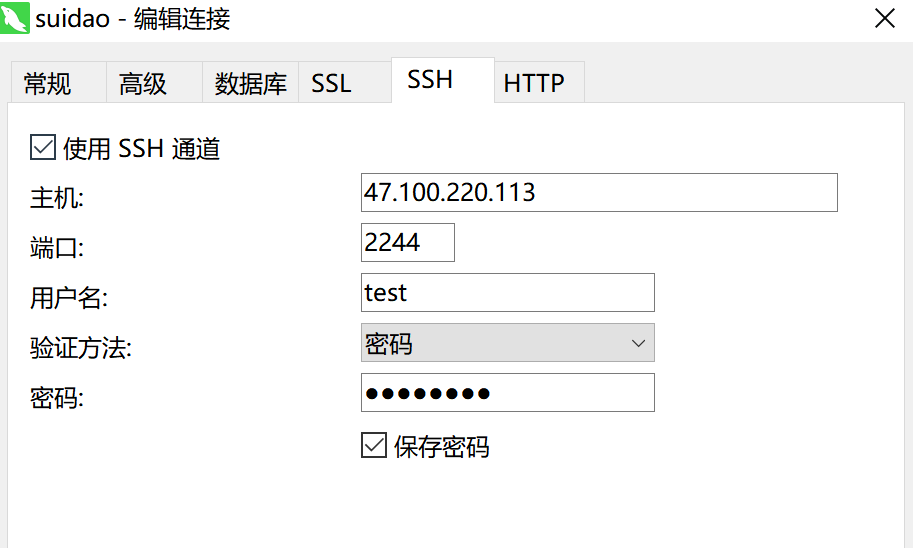 suidao - 编辑连接
常规 高级 数据库 SSL SSH HTTP
使用 SSH 通道
主机: 47.100.220.113
端口: 2244
用户名: test
验证方法: 密码
密码: ●●●●●●●●
保存密码